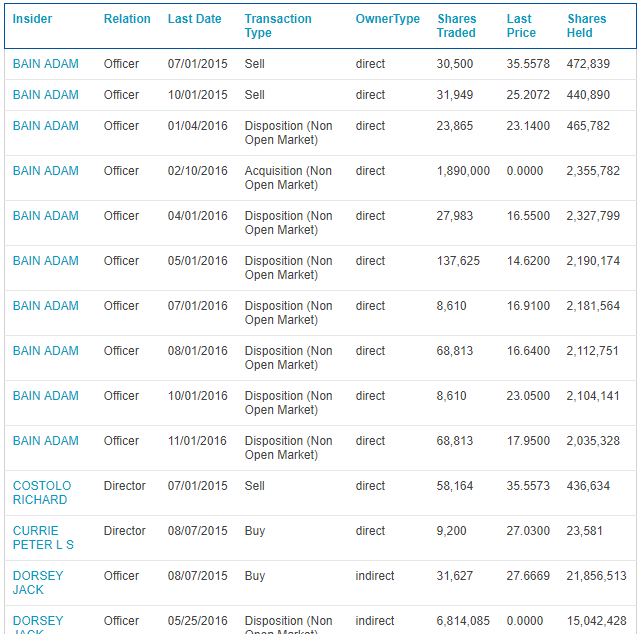 Insider Relation Last Date Transaction Type OwnerType Shares Traded Last Price Shares Held
BAIN ADAM Officer 07/01/2015 Sell direct 30,500 35.5578 472,839
BAIN ADAM Officer 10/01/2015 Sell direct 31,949 25.2072 440,890
BAIN ADAM Officer 01/04/2016 Disposition (Non Open Market) direct 23,865 23.1400 465,782
BAIN ADAM Officer 02/10/2016 Acquisition (Non Open Market) direct 1,890,000 0.0000 2,355,782
BAIN ADAM Officer 04/01/2016 Disposition (Non Open Market) direct 27,983 16.5500 2,327,799
BAIN ADAM Officer 05/01/2016 Disposition (Non Open Market) direct 137,625 14.6200 2,190,174
BAIN ADAM Officer 07/01/2016 Disposition (Non Open Market) direct 8,610 16.9100 2,181,564
BAIN ADAM Officer 08/01/2016 Disposition (Non Open Market) direct 68,813 16.6400 2,112,751
BAIN ADAM Officer 10/01/2016 Disposition (Non Open Market) direct 8,610 23.0500 2,104,141
BAIN ADAM Officer 11/01/2016 Disposition (Non Open Market) direct 68,813 17.9500 2,035,328
COSTOLO RICHARD Director 07/01/2015 Sell direct 58,164 35.5573 436,634
CURRIE PETER L S Director 08/07/2015 Buy direct 9,200 27.0300 23,581
DORSEY JACK Officer 08/07/2015 Buy indirect 31,627 27.6669 21,856,513
DORSEY JACK Officer 05/25/2016 Disposition (Non Open Market) indirect 6,814,085 0.0000 15,042,428